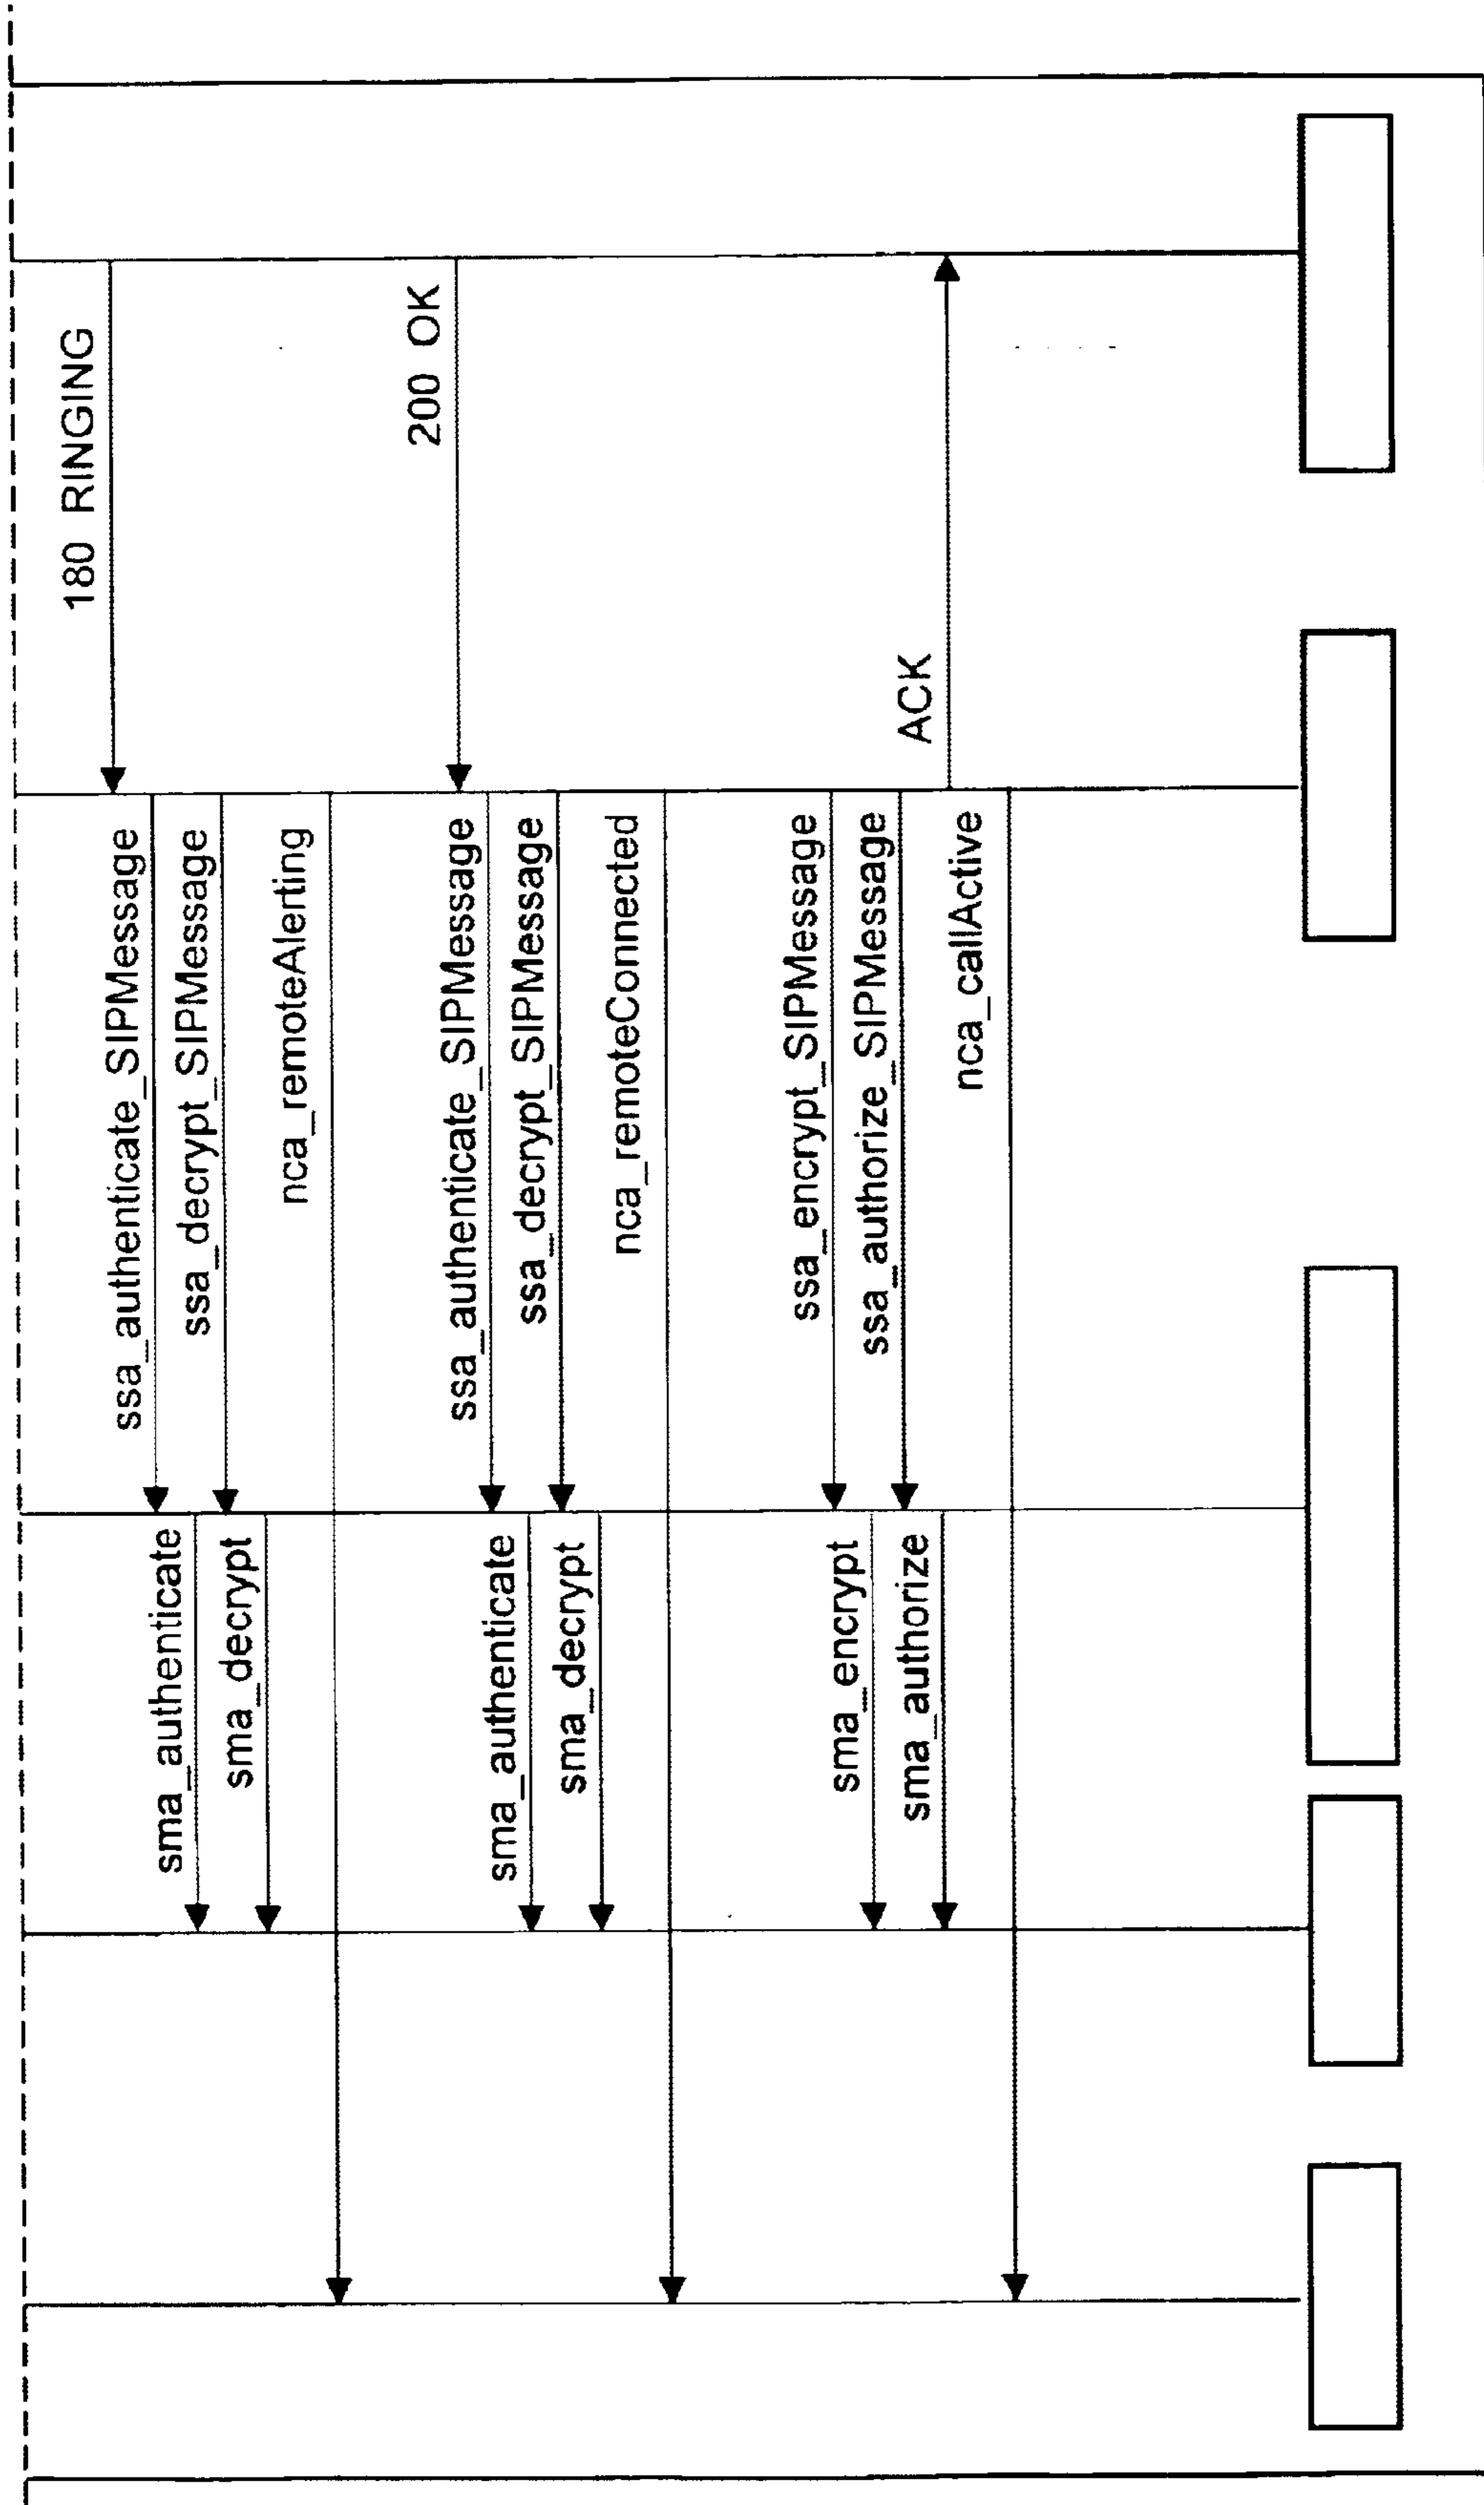 180 RINGING
ssa_authenticate_SIPMessage
sma_authenticate
ssa_decrypt_SIPMessage
sma_decrypt
nca_remoteAlerting
200 OK
ssa_authenticate_SIPMessage
sma_authenticate
ssa_decrypt_SIPMessage
sma_decrypt
nca_remoteConnected
ssa_encrypt_SIPMessage
sma_encrypt
ssa_authorize_SIPMessage
sma_authorize
ACK
nca_callActive